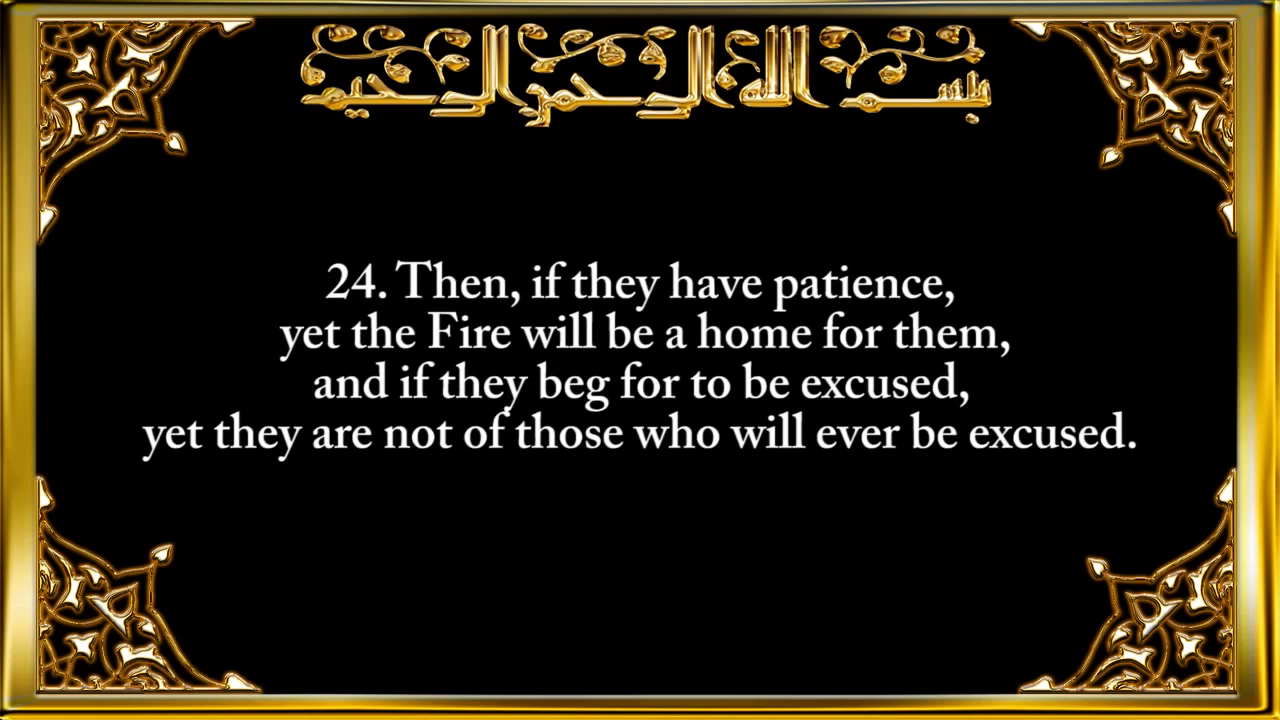 بسم الله الرحمن الرحيم
24. Then, if they have patience,
yet the Fire will be a home for them,
and if they beg for to be excused,
yet they are not of those who will ever be excused.